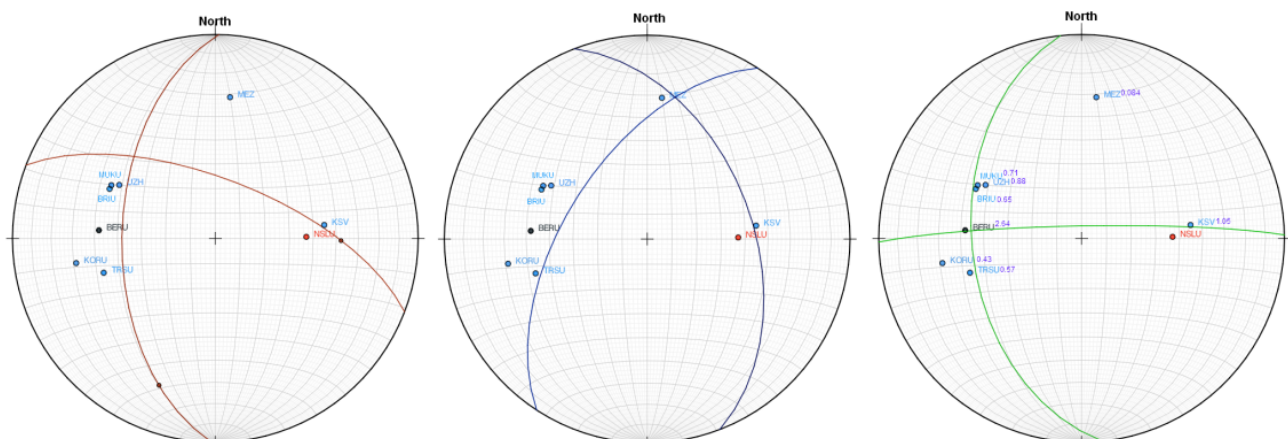 North
MEZ
MUKU
UZH
BRIU
BERU
KSV
NSLU
KORU
TRSU
North
MEZ
MUKU
UZH
BRIU
BERU
KSV
NSLU
KORU
TRSU
North
MEZ 0.084
MUKU 0.71
UZH 0.88
BRIU 0.65
BERU 2.64
KSV 1.05
NSLU
KORU 0.43
TRSU 0.57